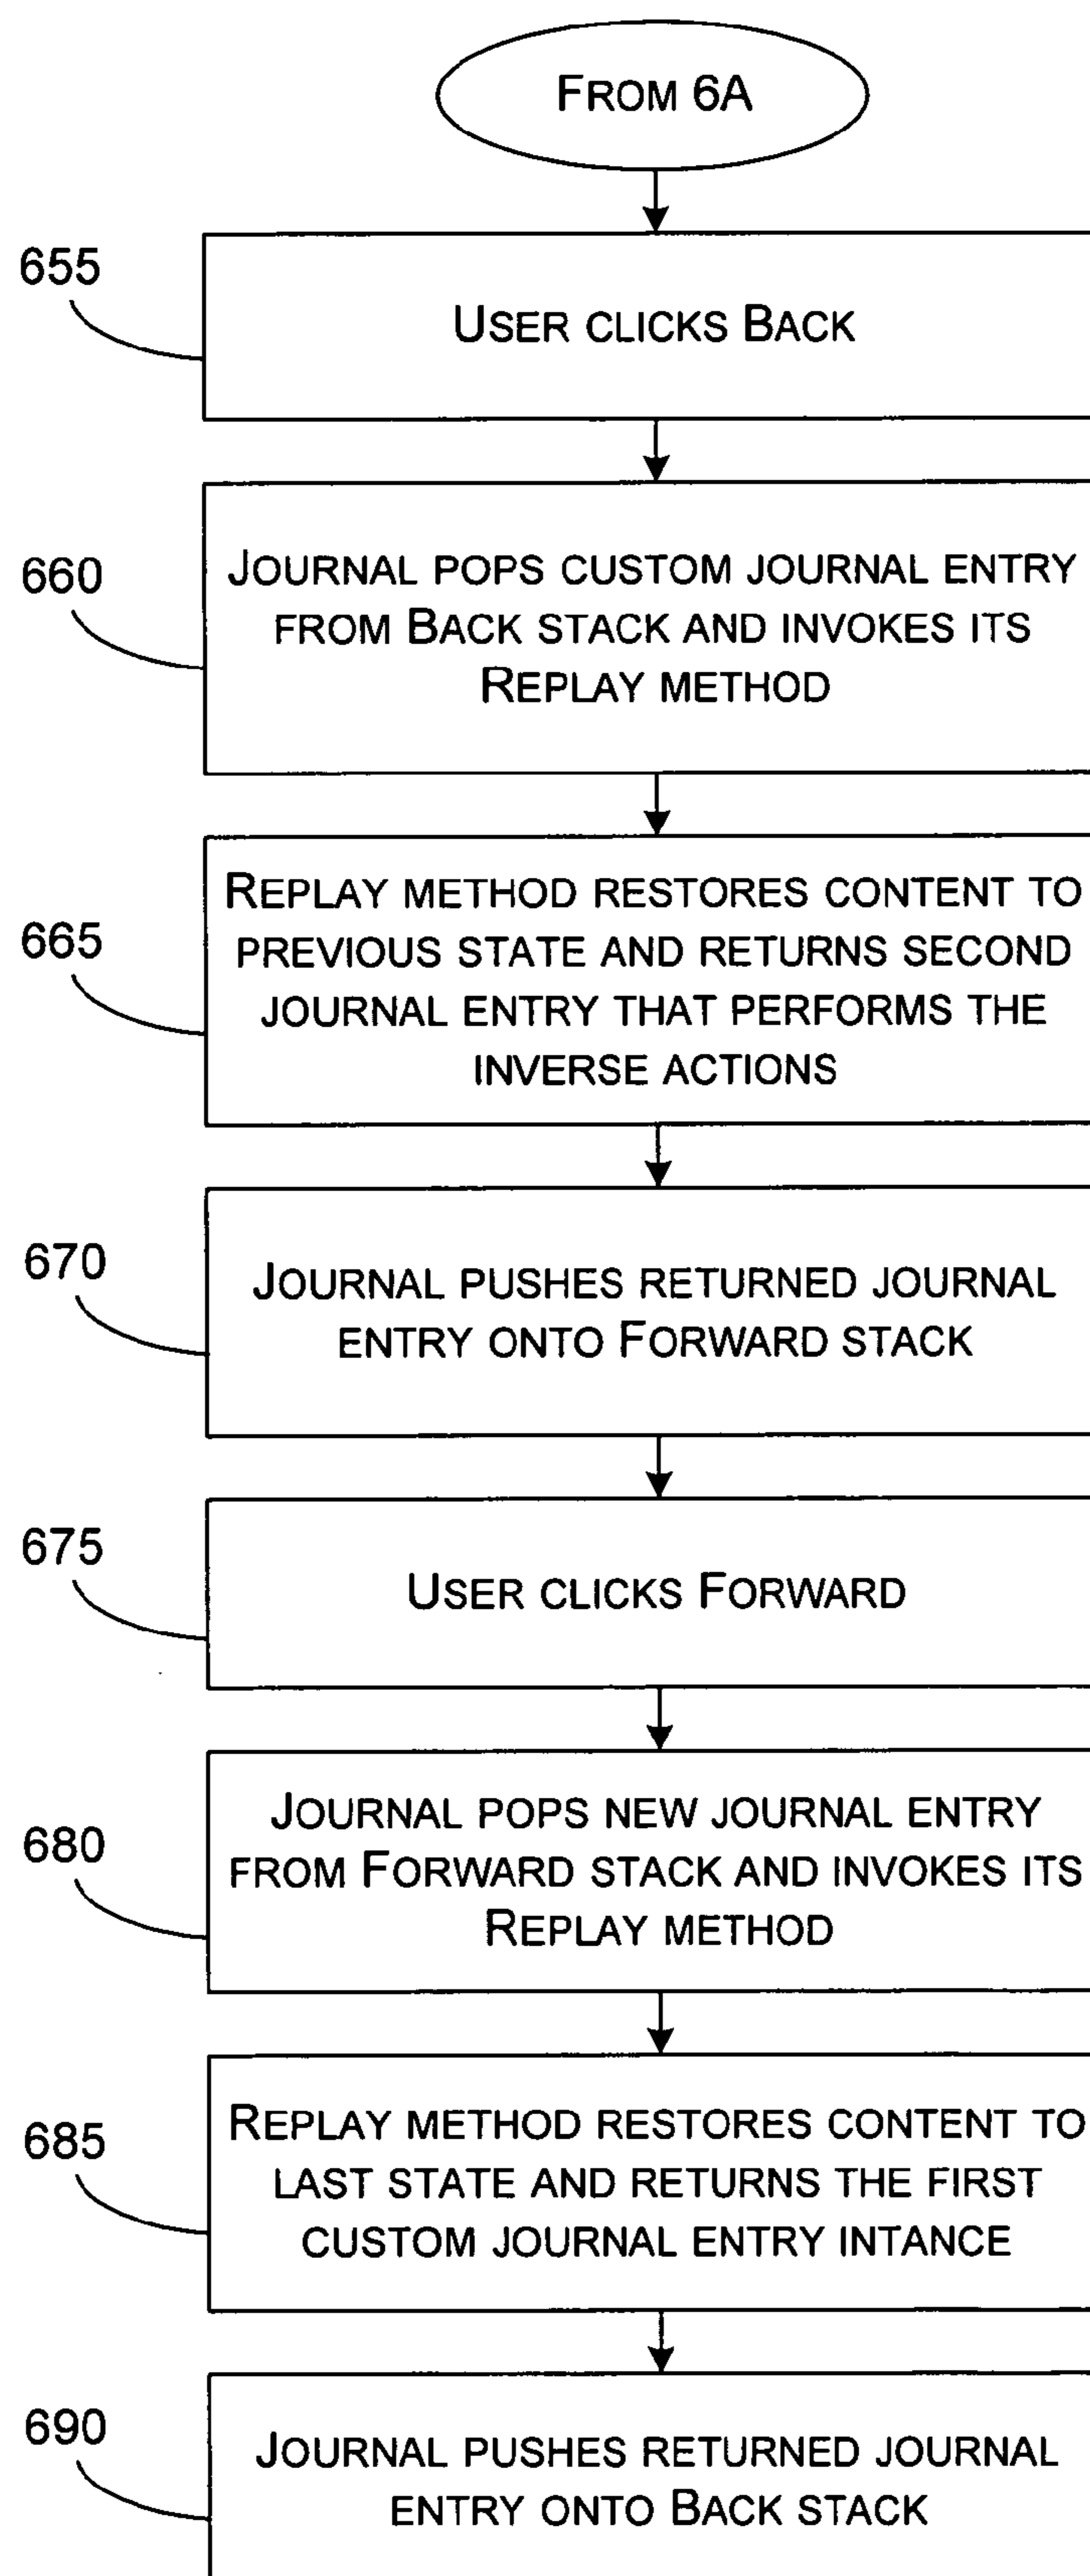 FROM 6A
655
USER CLICKS BACK
660
JOURNAL POPS CUSTOM JOURNAL ENTRY
FROM BACK STACK AND INVOKES ITS
REPLAY METHOD
665
REPLAY METHOD RESTORES CONTENT TO
PREVIOUS STATE AND RETURNS SECOND
JOURNAL ENTRY THAT PERFORMS THE
INVERSE ACTIONS
670
JOURNAL PUSHES RETURNED JOURNAL
ENTRY ONTO FORWARD STACK
675
USER CLICKS FORWARD
680
JOURNAL POPS NEW JOURNAL ENTRY
FROM FORWARD STACK AND INVOKES ITS
REPLAY METHOD
685
REPLAY METHOD RESTORES CONTENT TO
LAST STATE AND RETURNS THE FIRST
CUSTOM JOURNAL ENTRY INTANCE
690
JOURNAL PUSHES RETURNED JOURNAL
ENTRY ONTO BACK STACK